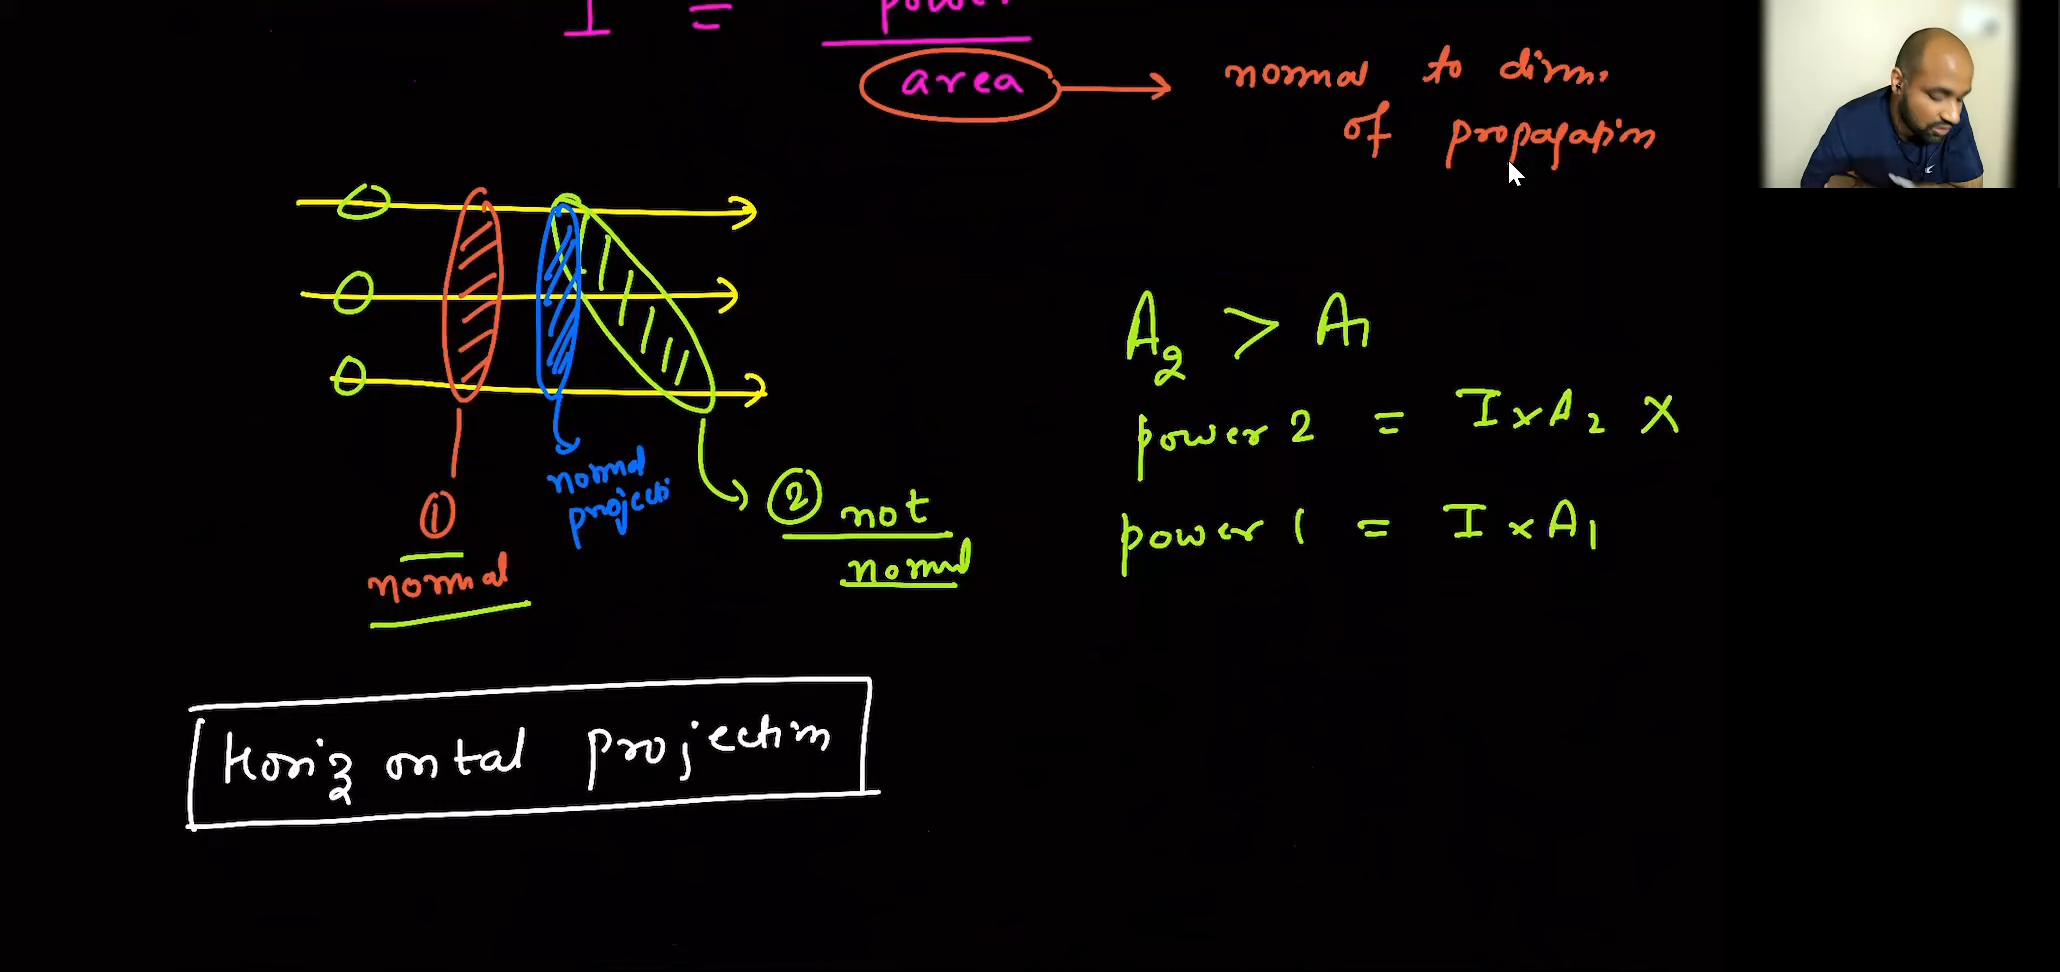 I = power
area → normal to dirn.
of propagation
A2 > A1
power 2 = I x A2 X
normal
projecti
① 
② not
normal
power 1 = I x A1
normal
Horizontal projection